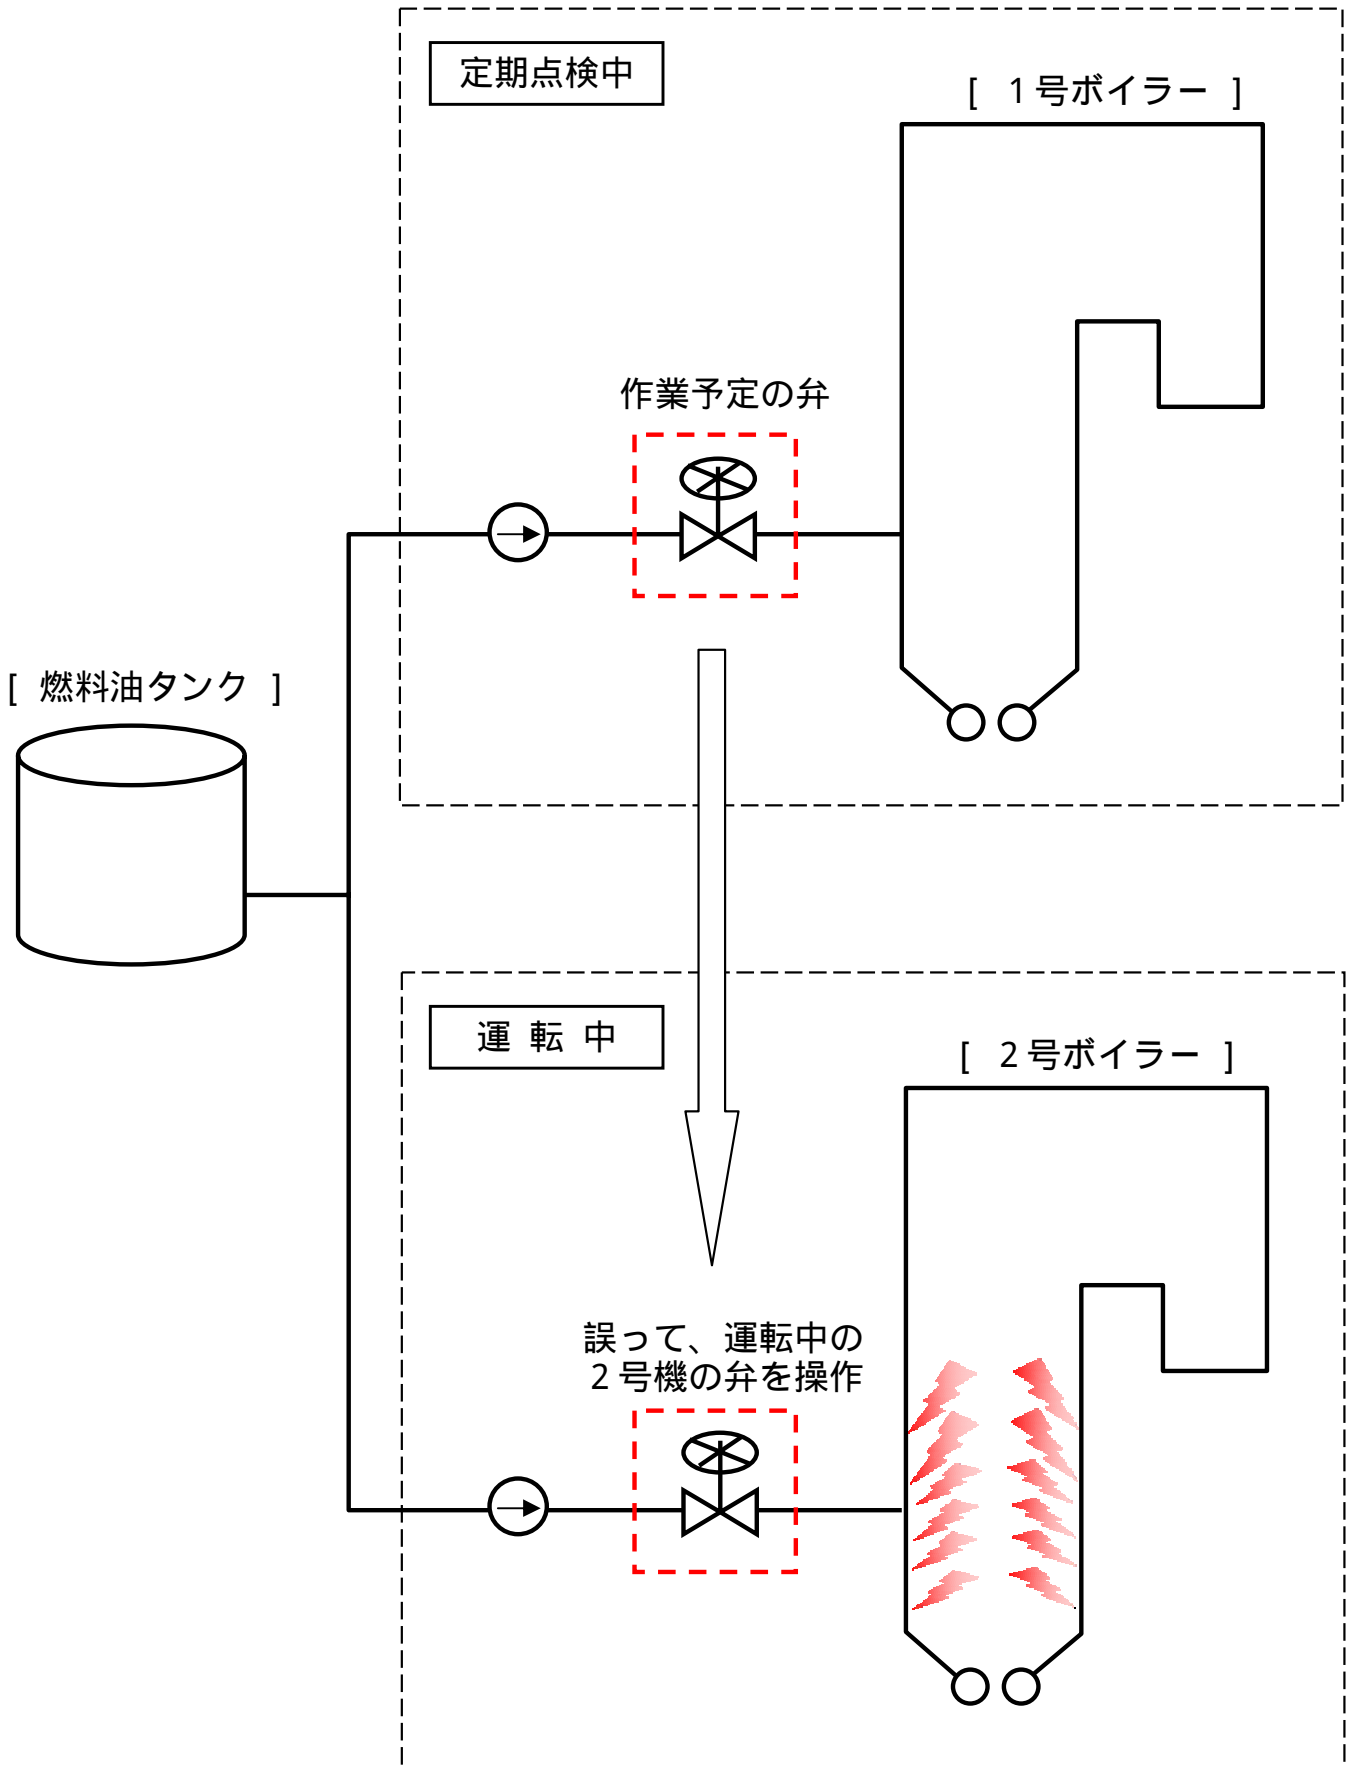 定期点検中
[ 1号ボイラー ]
作業予定の弁
[ 燃料油タンク ]
運 転 中
[ 2号ボイラー ]
誤って、運転中の
2号機の弁を操作